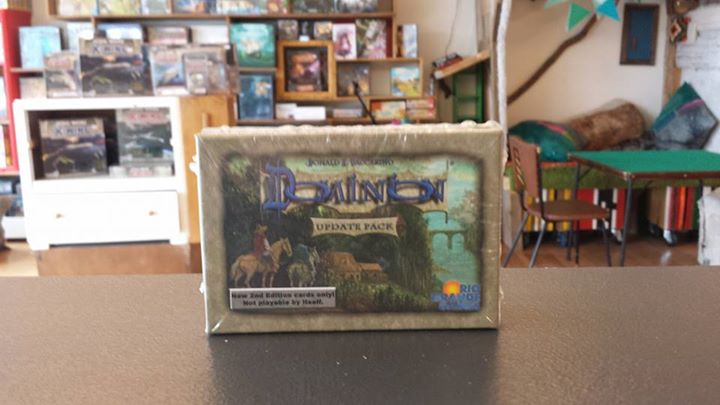 DONALD X. VACCARINO
DOMINION
UPDATE PACK
New 2nd Edition cards only!
Not playable by itself.
RIO
GRANDE